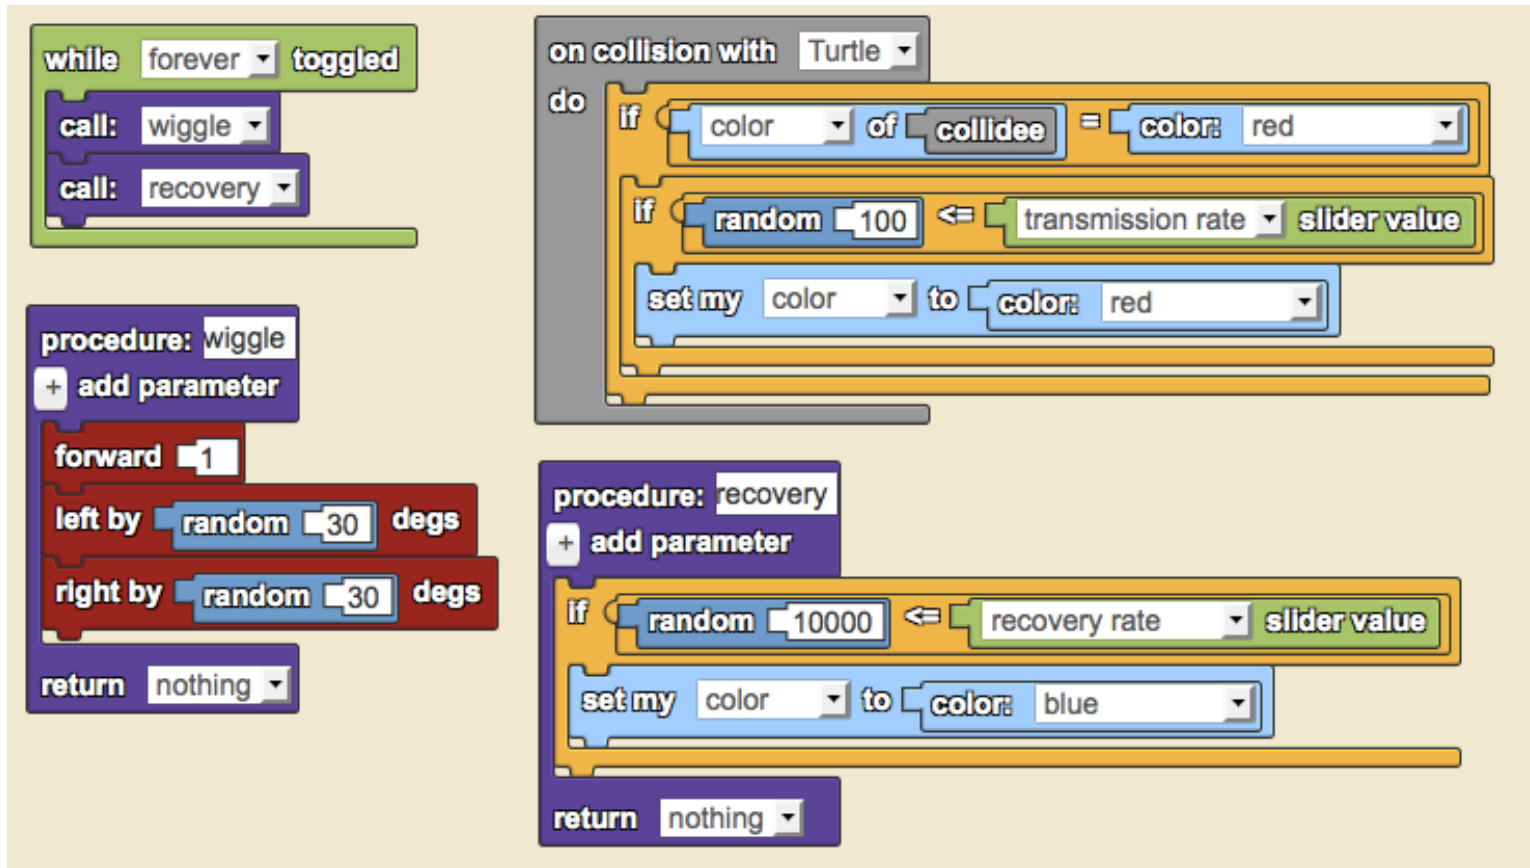 while forever toggled
call: wiggle
call: recovery
procedure: wiggle
+ add parameter
forward 1
left by random 30 degs
right by random 30 degs
return nothing
on collision with Turtle
do if color of collidee = color: red
if random 100 <= transmission rate slider value
set my color to color: red
procedure: recovery
+ add parameter
if random 10000 <= recovery rate slider value
set my color to color: blue
return nothing